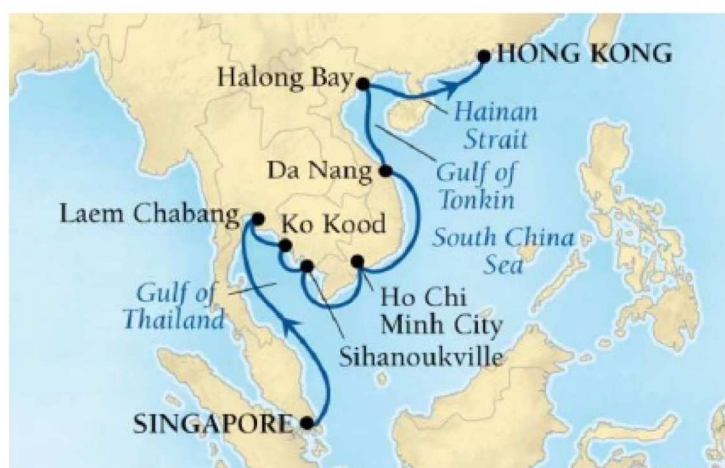 HONG KONG
Halong Bay
Hainan
Strait
Da Nang
Gulf of
Tonkin
Laem Chabang
Ko Kood
South China
Sea
Gulf of
Thailand
Ho Chi
Minh City
Sihanoukville
SINGAPORE